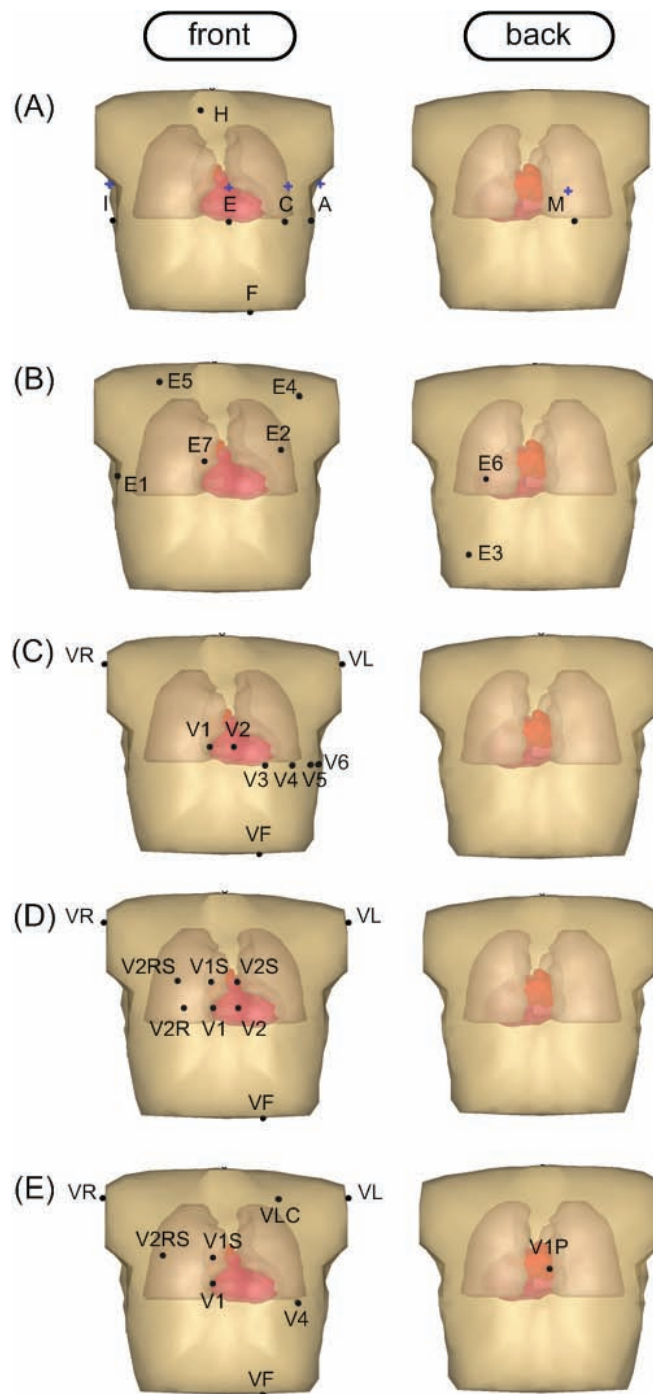 front back
(A)
H
I E C A M
F
(B)
E5 E4
E7 E2
E1 E6
E3
(C)
VR VL
V1 V2
V3 V4 V5 V6
VF
(D)
VR VL
V2RS V1S V2S
V2R V1 V2
VF
(E)
VR VL
VLC
V2RS V1S V1P
V1 V4
VF